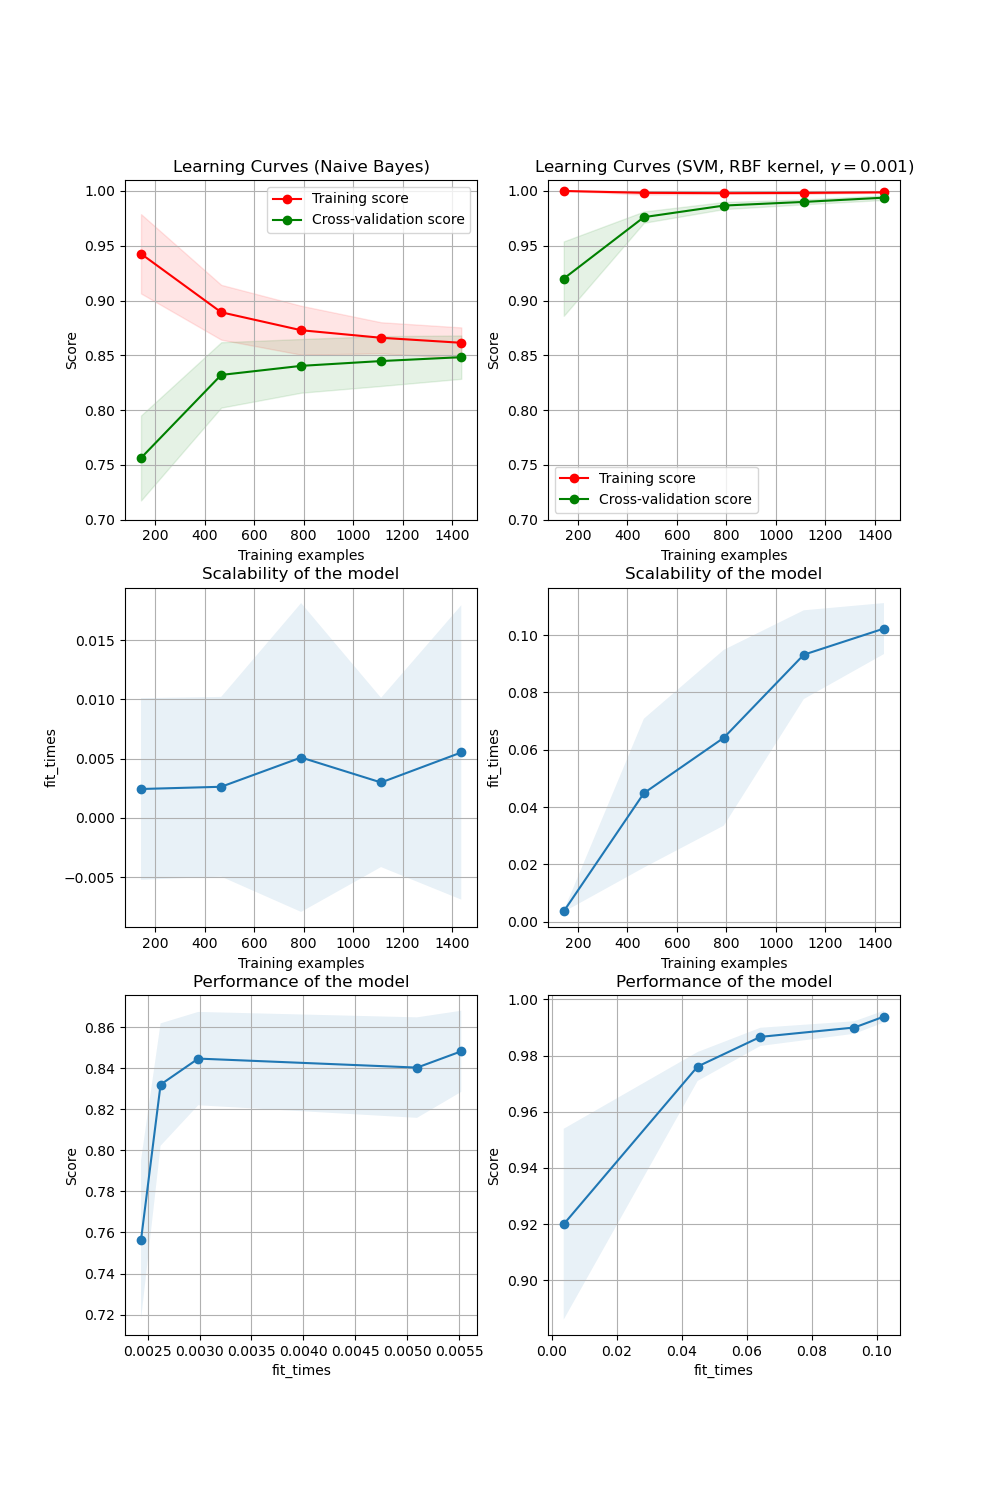 Learning Curves (Naive Bayes)
1.00
0.95
0.90
0.85
0.80
0.75
0.70
Score
Training score
Cross-validation score
200 400 600 800 1000 1200 1400
Training examples
Learning Curves (SVM, RBF kernel, γ = 0.001)
1.00
0.95
0.90
0.85
0.80
0.75
0.70
Score
Training score
Cross-validation score
200 400 600 800 1000 1200 1400
Training examples
Scalability of the model
0.015
0.010
0.005
0.000
−0.005
fit_times
200 400 600 800 1000 1200 1400
Training examples
Scalability of the model
0.10
0.08
0.06
0.04
0.02
0.00
fit_times
200 400 600 800 1000 1200 1400
Training examples
Performance of the model
0.86
0.84
0.82
0.80
0.78
0.76
0.74
0.72
Score
0.0025 0.0030 0.0035 0.0040 0.0045 0.0050 0.0055
fit_times
Performance of the model
1.00
0.98
0.96
0.94
0.92
0.90
Score
0.00 0.02 0.04 0.06 0.08 0.10
fit_times